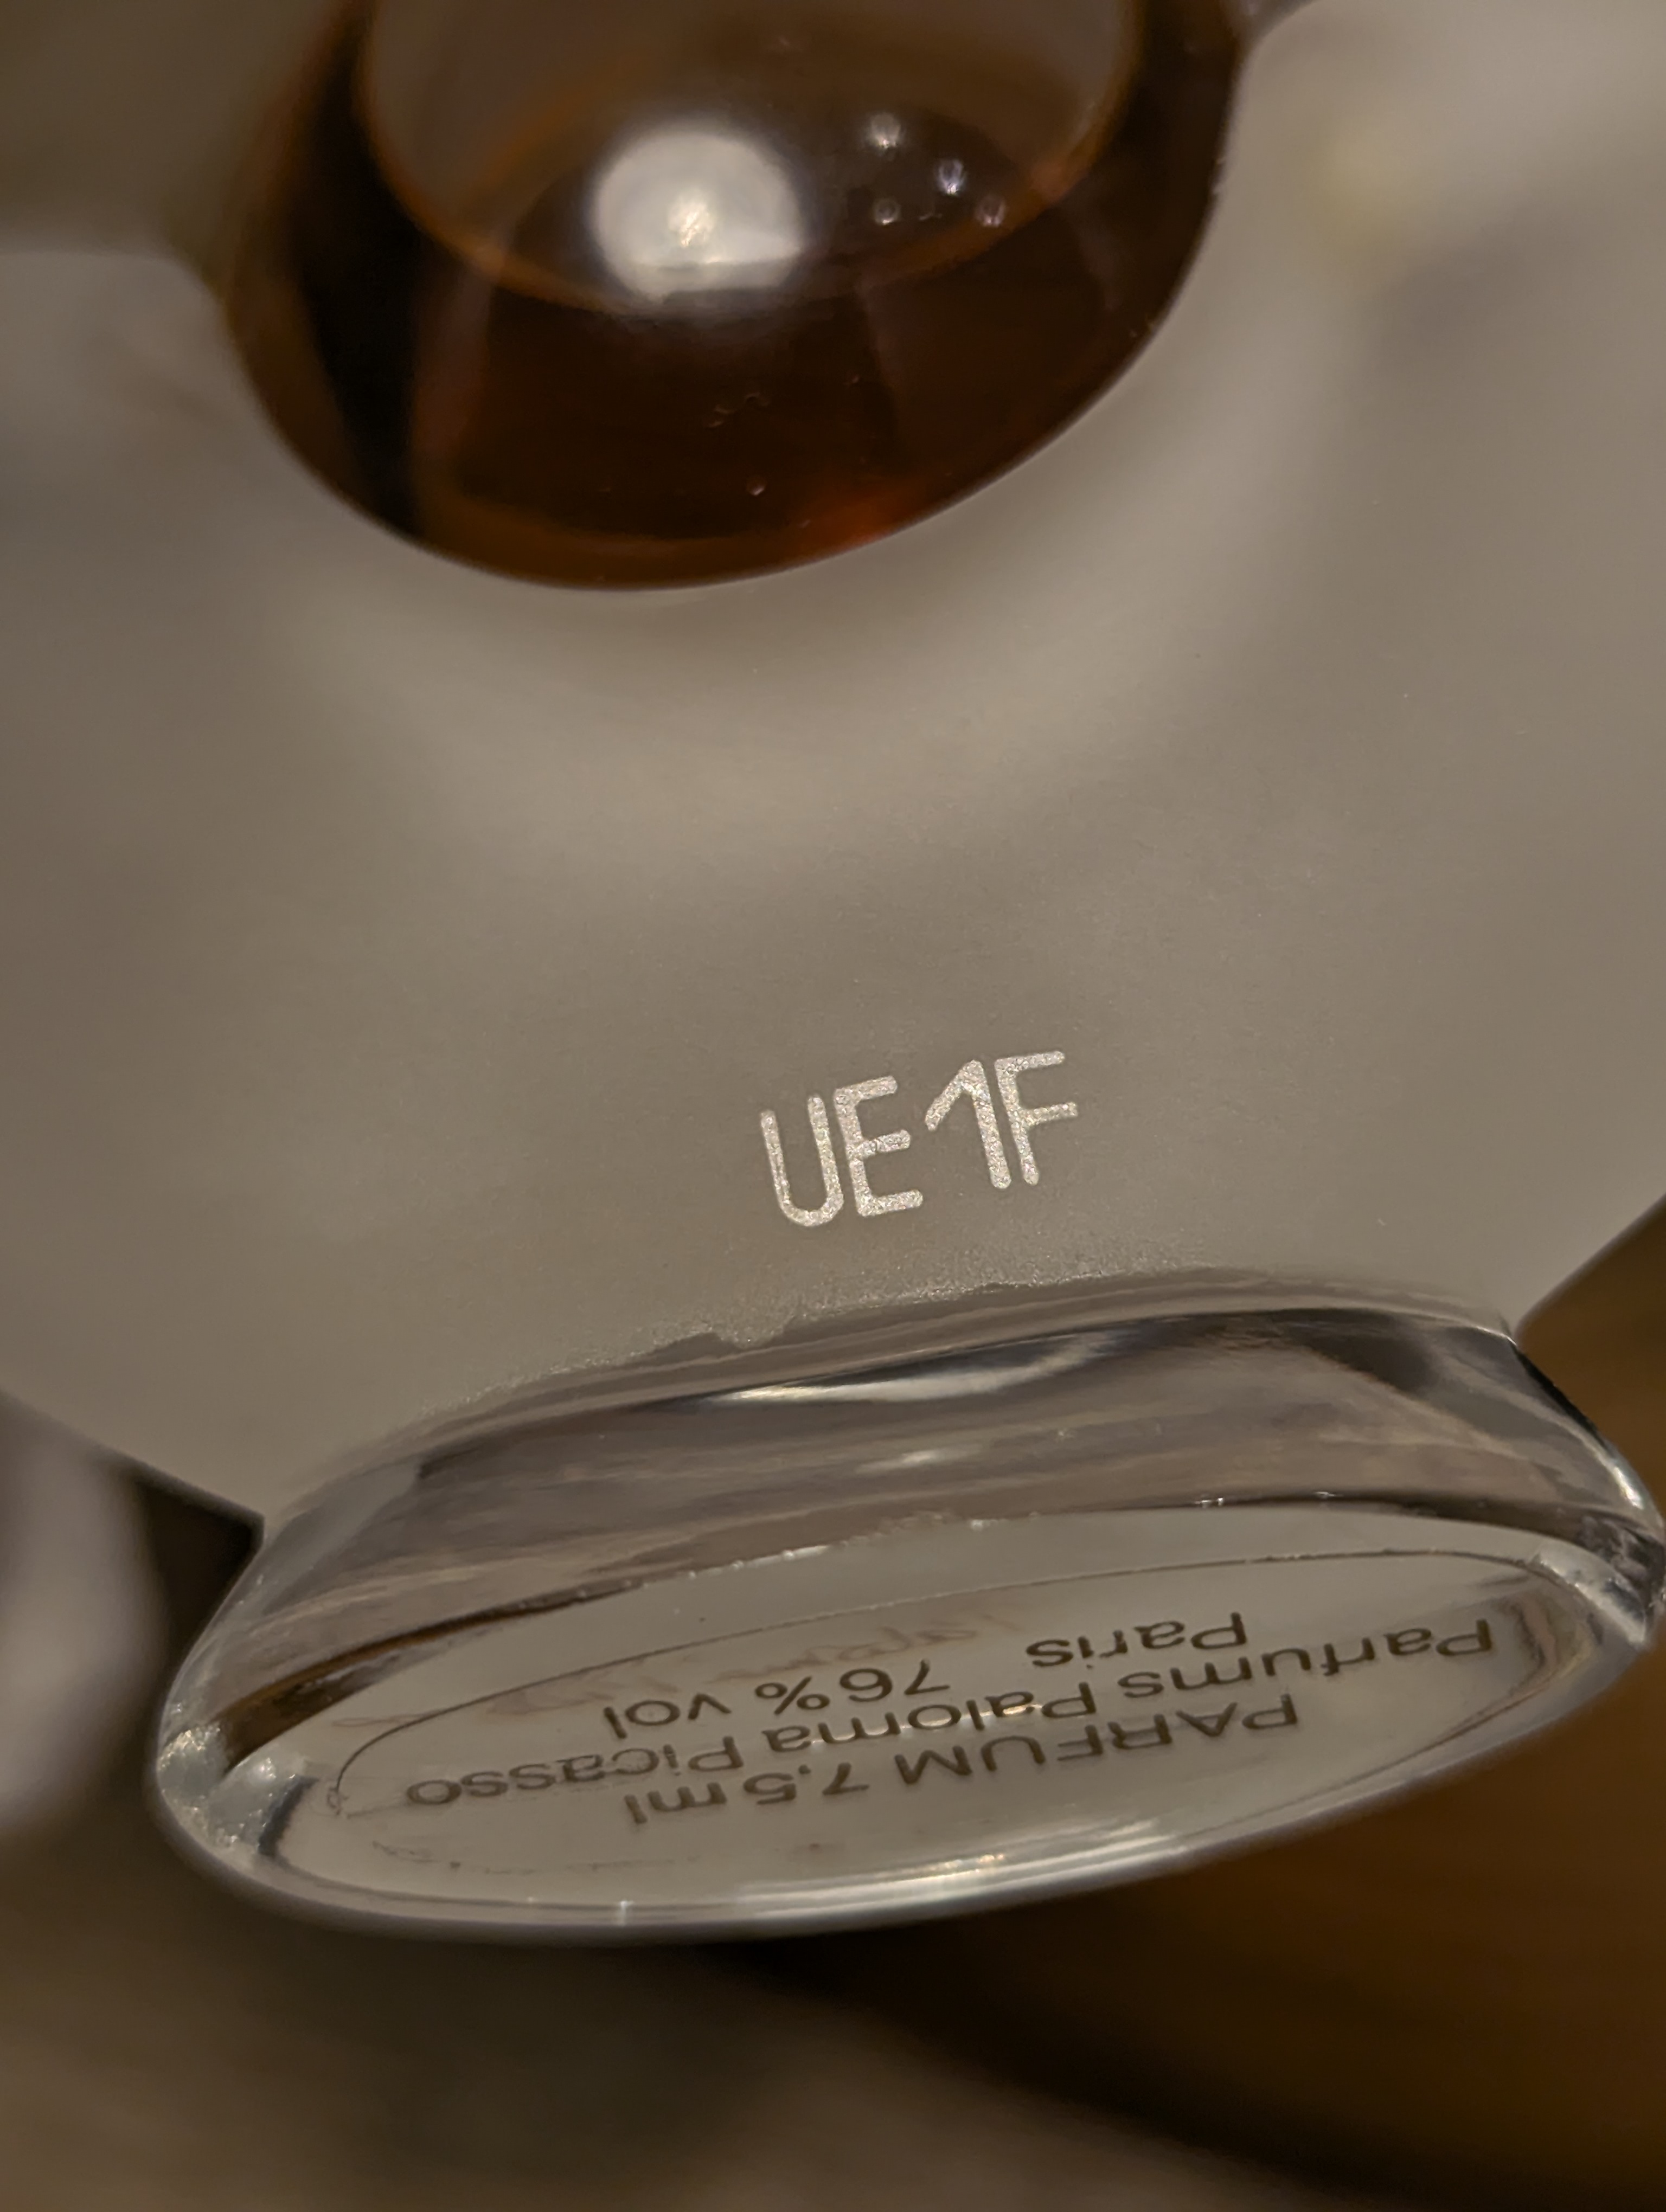 UE1F
PARFUM 7,5 ml
Parfums Paloma Picasso
Paris 76% vol